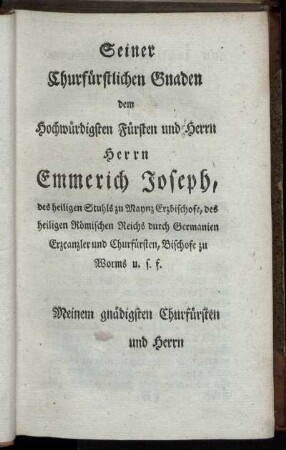 Seiner
Churfürstlichen Gnaden
dem
Hochwürdigsten Fürsten und Herrn
Herrn
Emmerich Joseph,
des heiligen Stuhls zu Maynz Erzbischofe, des
heiligen Römischen Reichs durch Germanien
Erzcanzler und Churfürsten, Bischofe zu
Worms u. s. f.
Meinem gnädigsten Churfürsten
und Herrn